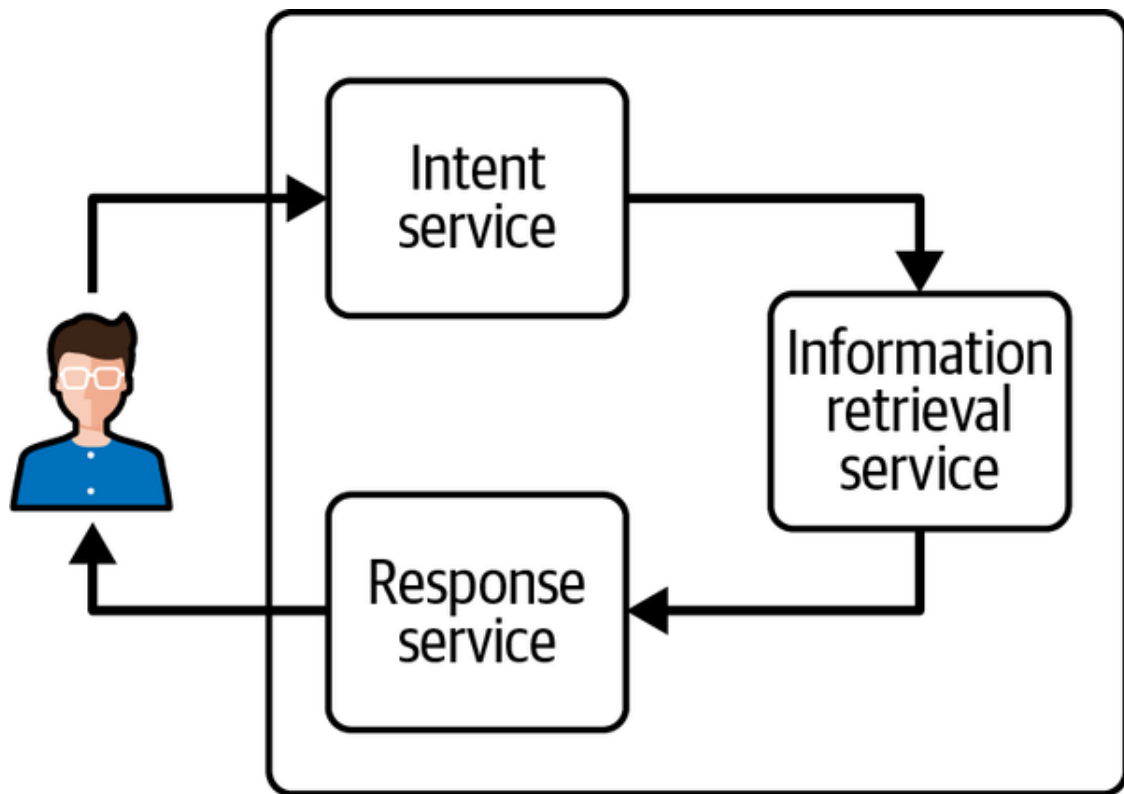 Intent
service
Information
retrieval
service
Response
service